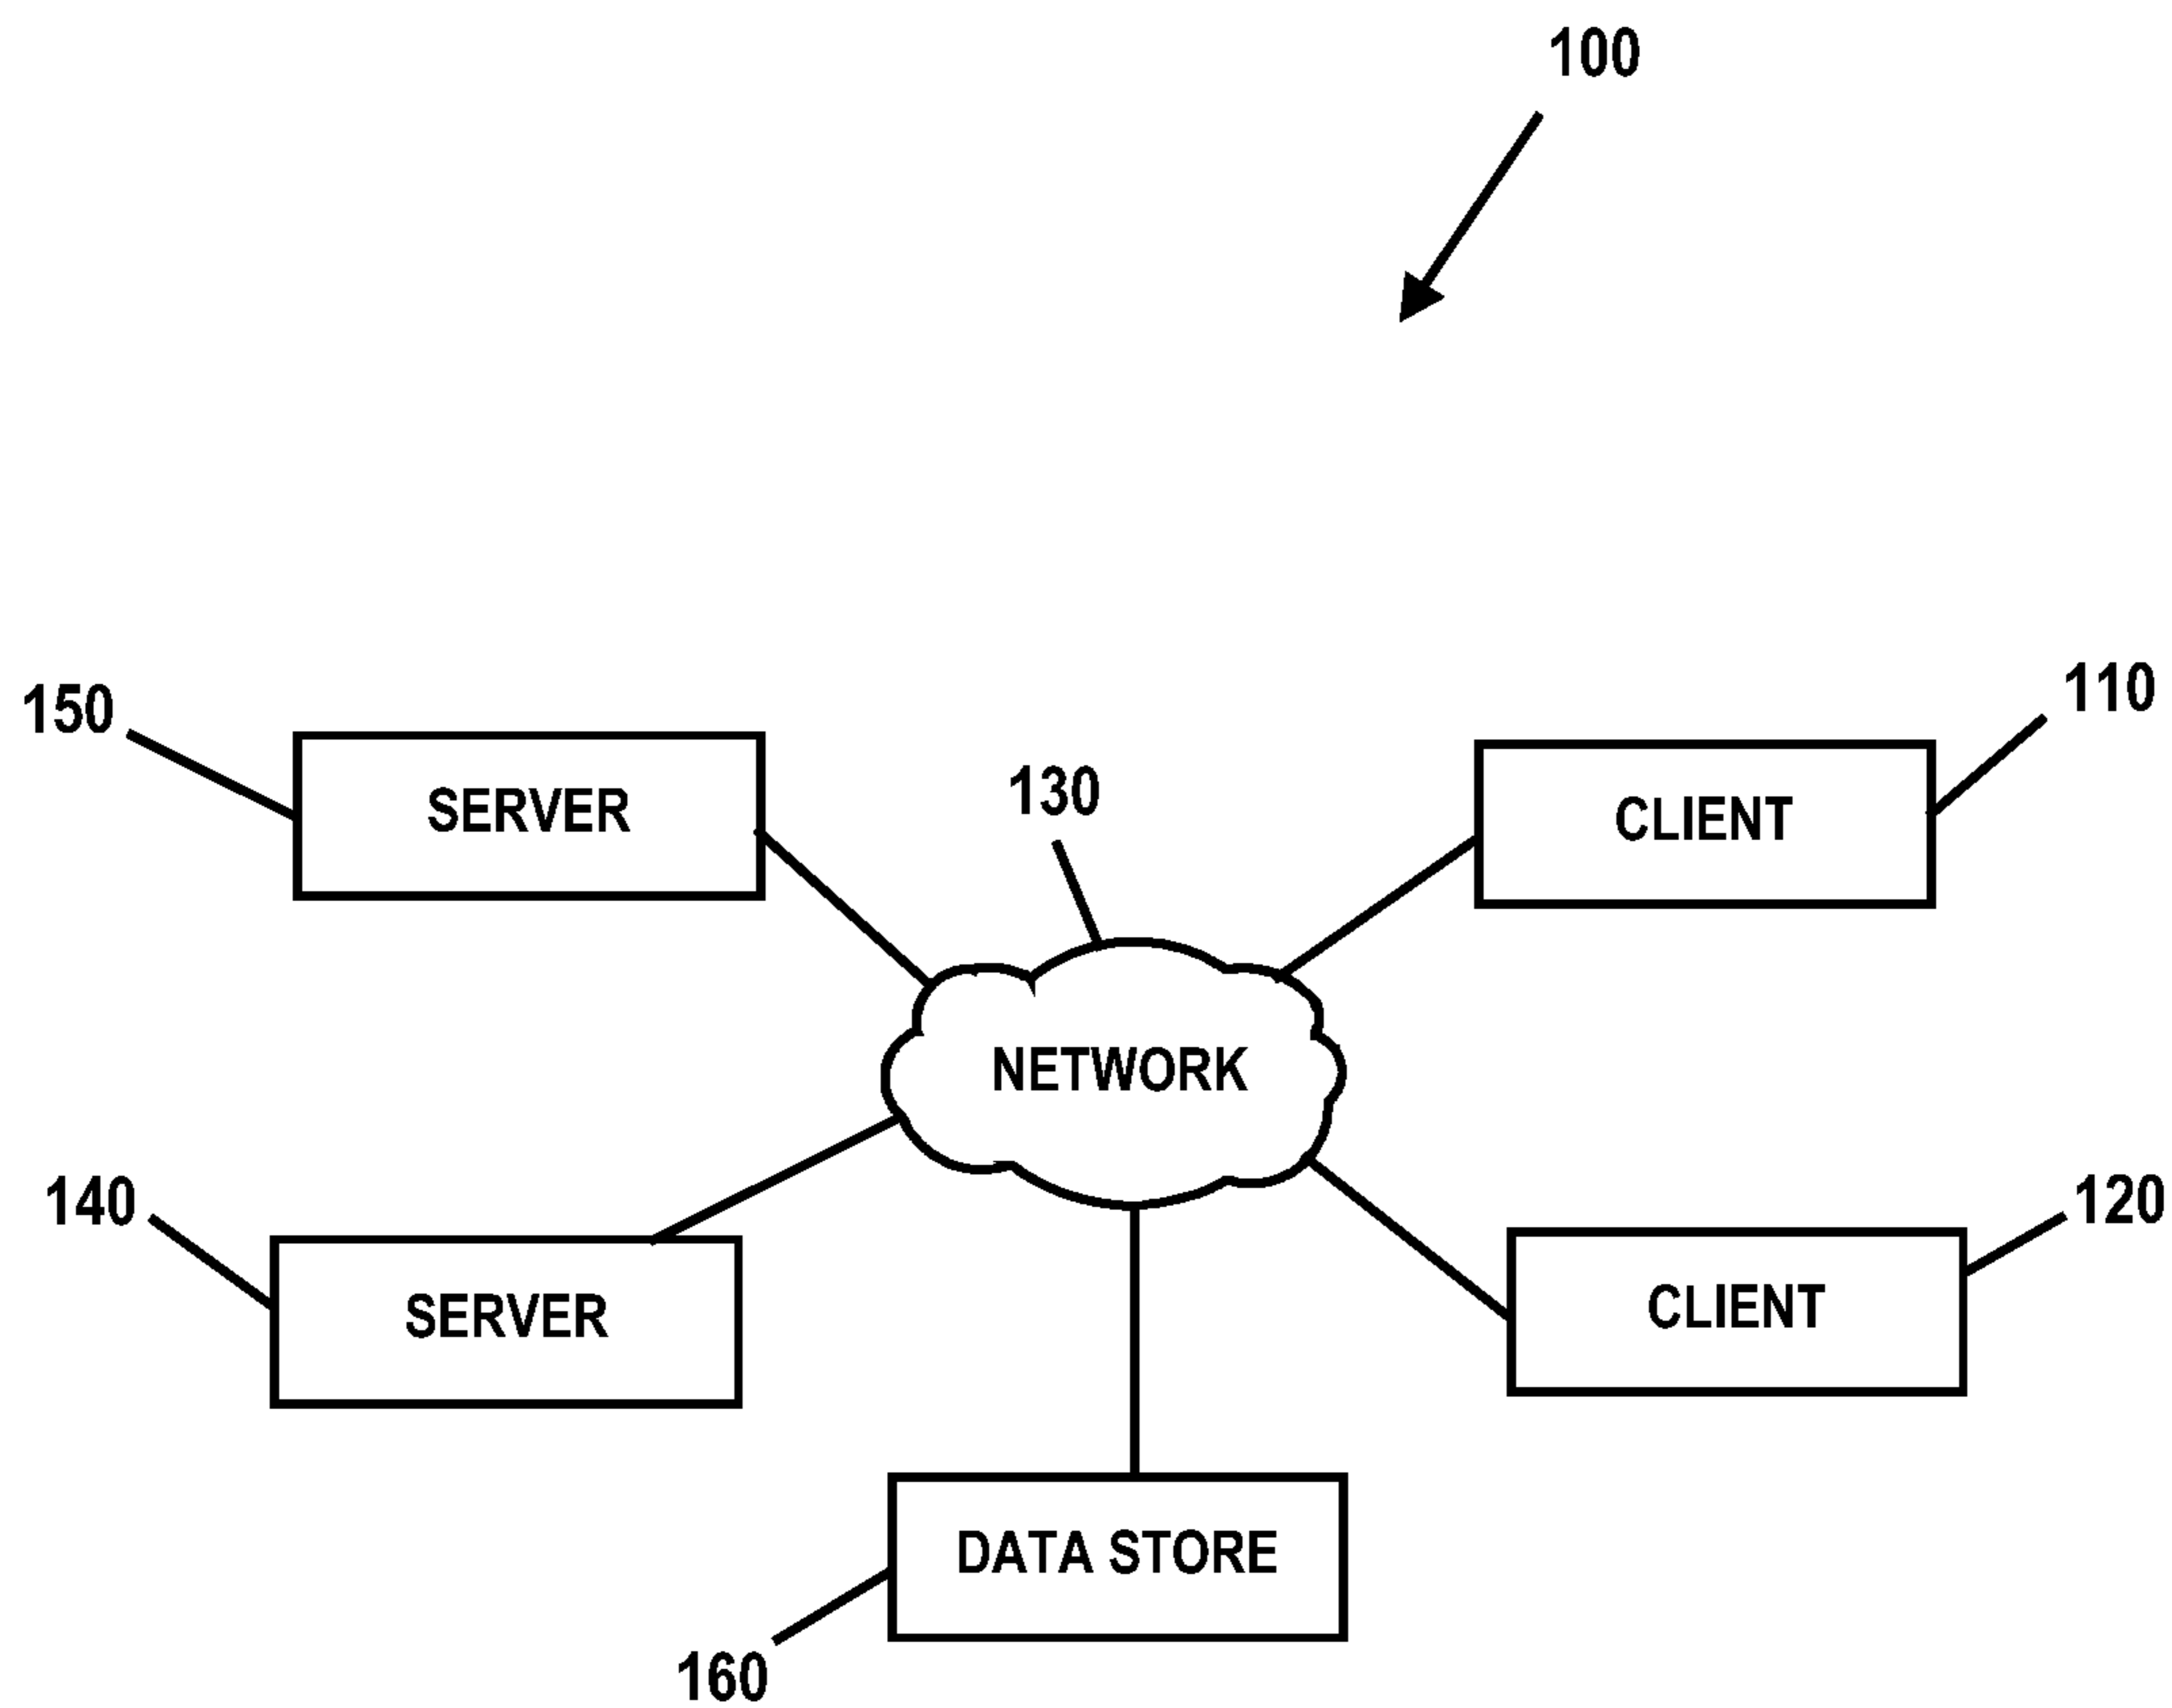 100
150
110
SERVER
130
CLIENT
NETWORK
140
120
SERVER
CLIENT
DATA STORE
160